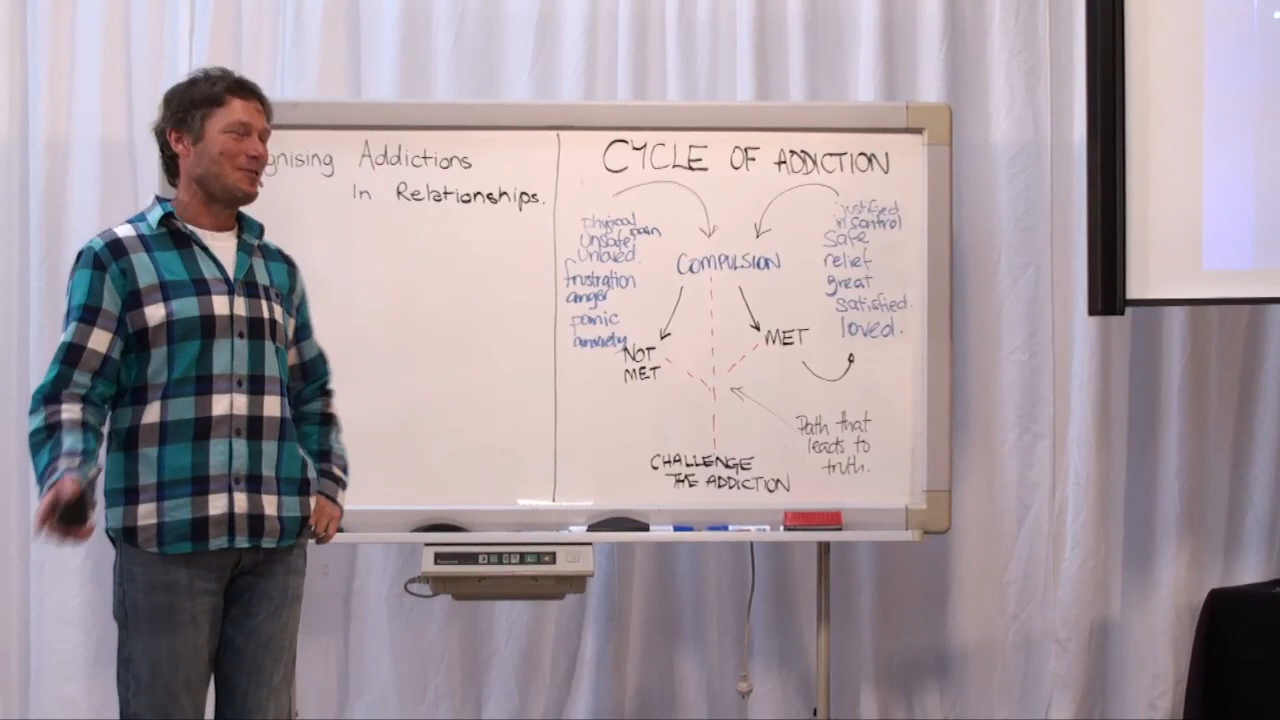 gnising Addictions
In Relationships.
CYCLE OF ADDICTION
physical
pain
unsafe
unloved.
frustration
anger
panic
anxiety
COMPULSION
justified
in control
safe
relief
great
satisfied.
loved.
NOT
MET
MET
Path that
leads to
truth.
CHALLENGE
THE ADDICTION
Panasonic